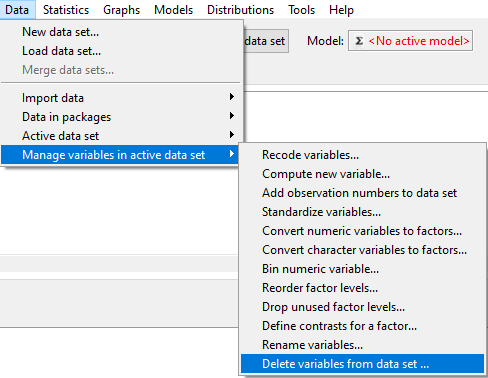 Data Statistics Graphs Models Distributions Tools Help
New data set...
Load data set...
Merge data sets...
data set Model: Σ <No active model>
Import data
Data in packages
Active data set
Manage variables in active data set
Recode variables...
Compute new variable...
Add observation numbers to data set
Standardize variables...
Convert numeric variables to factors...
Convert character variables to factors...
Bin numeric variable...
Reorder factor levels...
Drop unused factor levels...
Define contrasts for a factor...
Rename variables...
Delete variables from data set ...